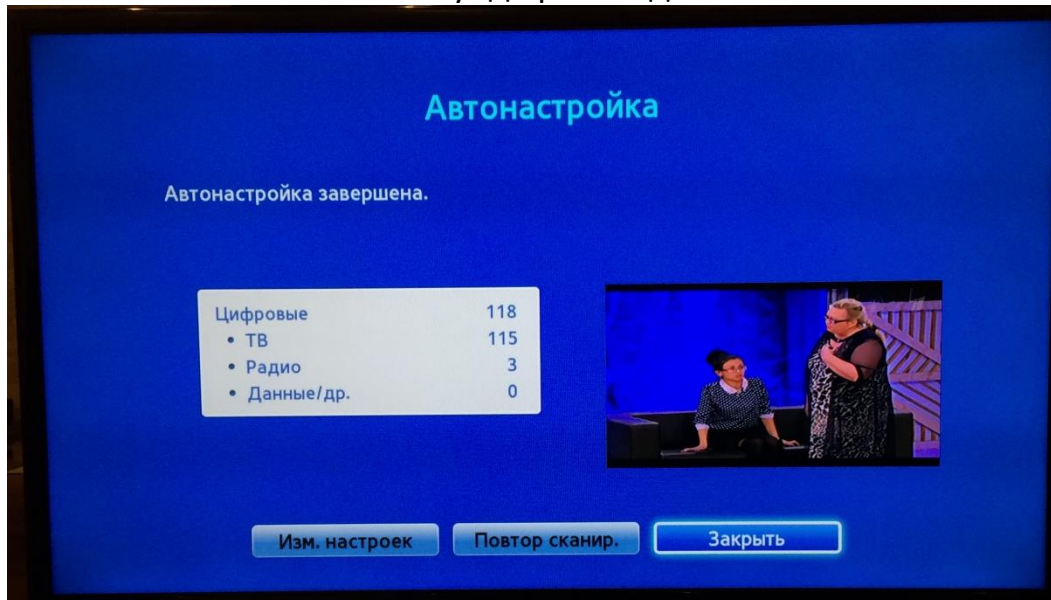 Автонастройка
Автонастройка завершена.
Цифровые 118
• ТВ 115
• Радио 3
• Данные/др. 0
Изм. настроек Повтор сканир. Закрыть